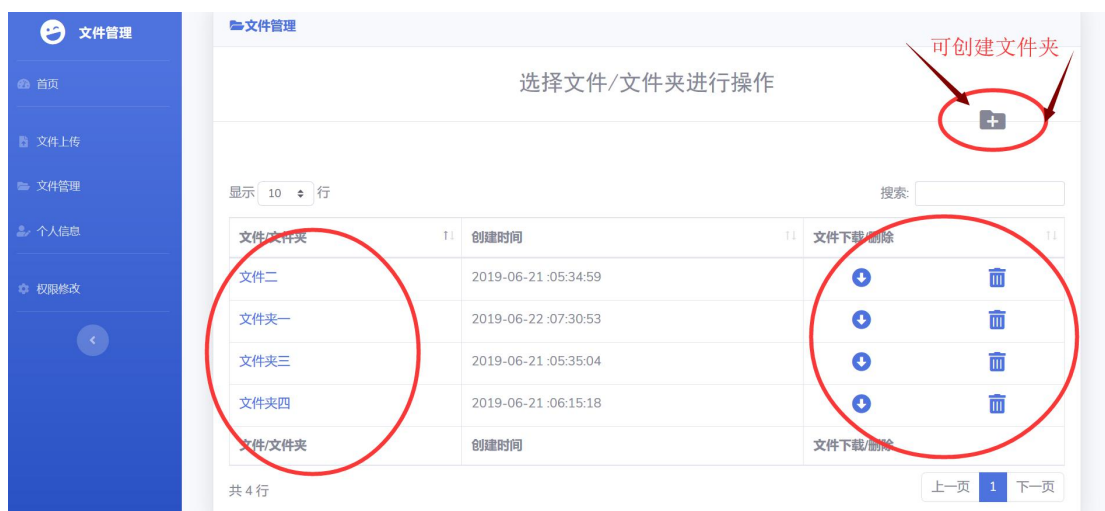 文件管理
首页
文件上传
文件管理
个人信息
权限修改
文件管理
可创建文件夹
选择文件/文件夹进行操作
显示 10 行
搜索:
文件/文件夹 创建时间 文件下载/删除
文件二 2019-06-21 :05:34:59
文件夹一 2019-06-22 :07:30:53
文件夹三 2019-06-21 :05:35:04
文件夹四 2019-06-21 :06:15:18
文件/文件夹 创建时间 文件下载/删除
共 4 行
上一页 1 下一页